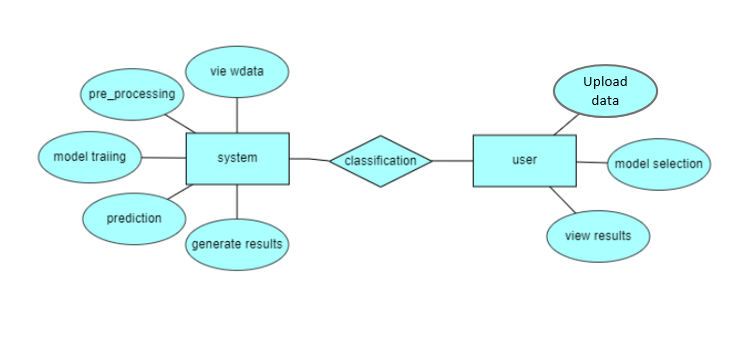 vie wdata
pre_processing
model traiing
system
prediction
generate results
classification
user
Upload
data
model selection
view results